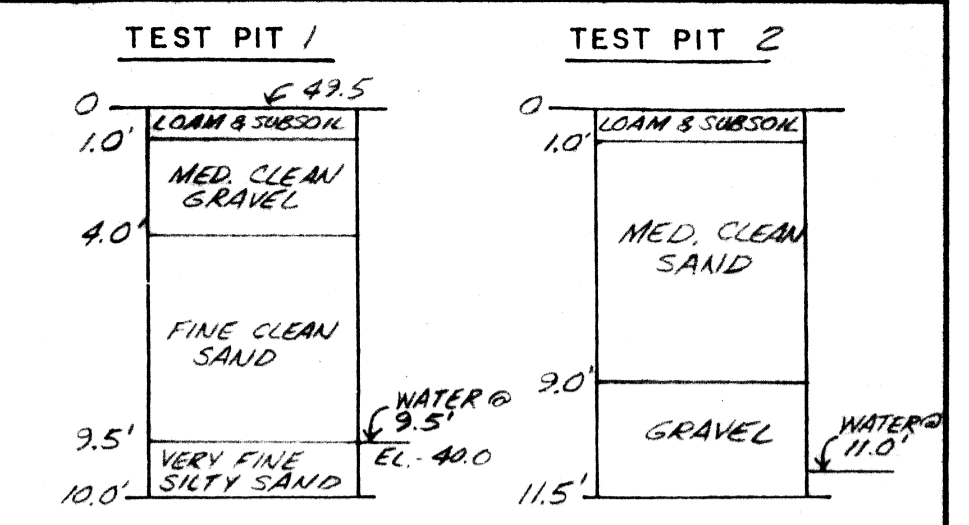 TEST PIT 1
49.5
0
LOAM & SUBSOIL
1.0'
MED. CLEAN
GRAVEL
4.0'
FINE CLEAN
SAND
WATER @
9.5'
9.5'
EL.- 40.0
VERY FINE
SILTY SAND
10.0'
TEST PIT 2
0
LOAM & SUBSOIL
1.0'
MED. CLEAN
SAND
9.0'
GRAVEL
WATER @
11.0'
11.5'